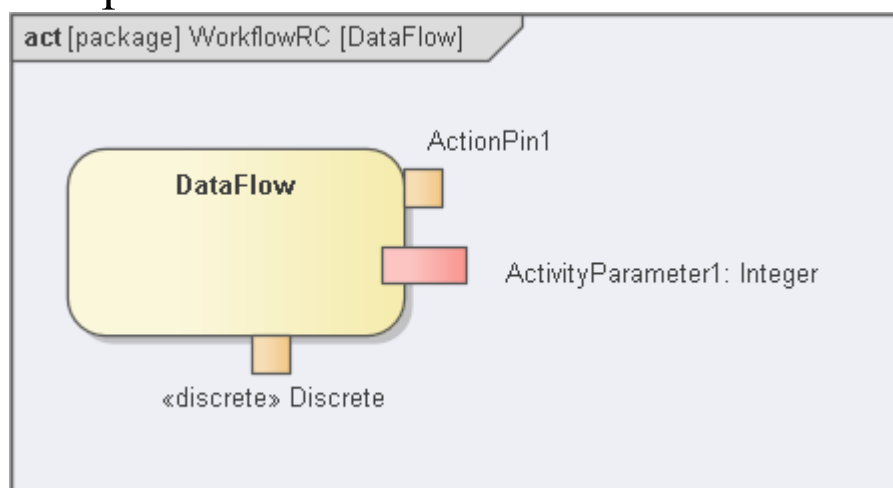 act [package] WorkflowRC [DataFlow]
ActionPin1
DataFlow
ActivityParameter1: Integer
«discrete» Discrete